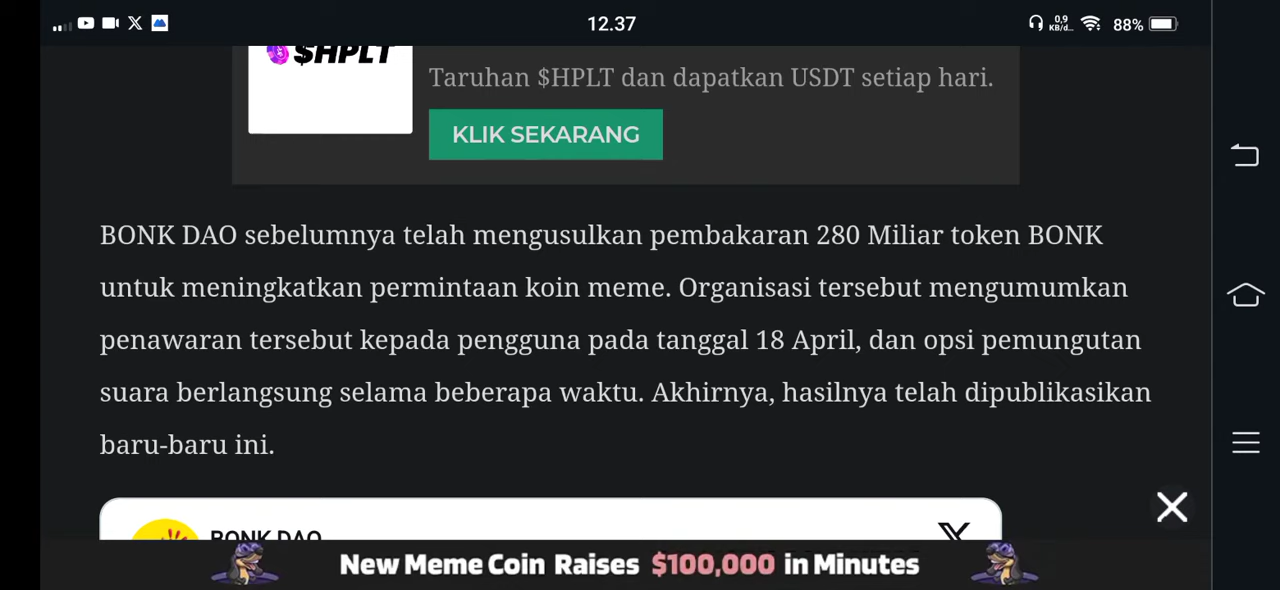 12.37
0,9
KB/d...
88%
$HPLT
Taruhan $HPLT dan dapatkan USDT setiap hari.
KLIK SEKARANG
BONK DAO sebelumnya telah mengusulkan pembakaran 280 Miliar token BONK
untuk meningkatkan permintaan koin meme. Organisasi tersebut mengumumkan
penawaran tersebut kepada pengguna pada tanggal 18 April, dan opsi pemungutan
suara berlangsung selama beberapa waktu. Akhirnya, hasilnya telah dipublikasikan
baru-baru ini.
BONK DAO
New Meme Coin Raises $100,000 in Minutes